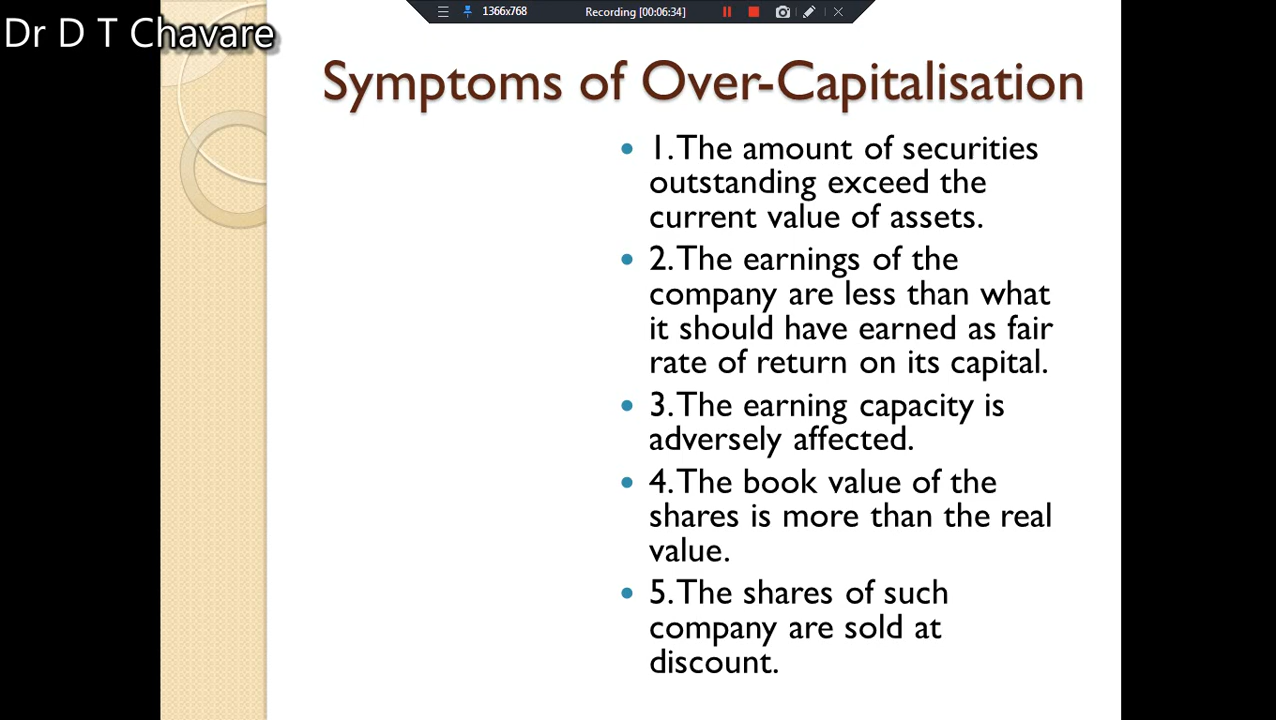 1366x768
Recording [00:06:34]
Dr D T Chavare
Symptoms of Over-Capitalisation
• 1. The amount of securities
outstanding exceed the
current value of assets.
• 2. The earnings of the
company are less than what
it should have earned as fair
rate of return on its capital.
• 3. The earning capacity is
adversely affected.
• 4. The book value of the
shares is more than the real
value.
• 5. The shares of such
company are sold at
discount.